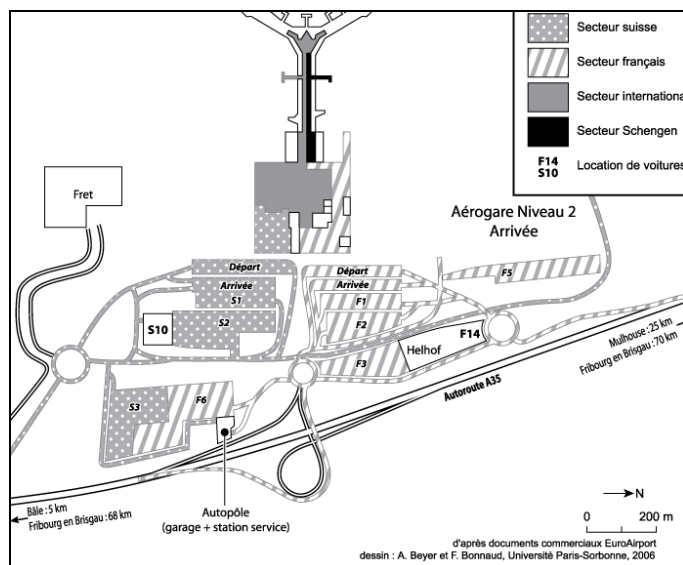 Secteur suisse
Secteur français
Secteur internationa
Secteur Schengen
F14
S10
Location de voitures
Fret
Aérogare Niveau 2
Arrivée
Départ
Arrivée
S1
S2
S10
Départ
Arrivée
F1
F2
F3
F5
F14
Helhof
Mulhouse : 25 km
Fribourg en Brisgau : 70 km
Autoroute A35
S3
F6
Autopôle
(garage + station service)
Bâle : 5 km
Fribourg en Brisgau : 68 km
N
0 200 m
d'après documents commerciaux EuroAirport
dessin : A. Beyer et F. Bonnaud, Université Paris-Sorbonne, 2006